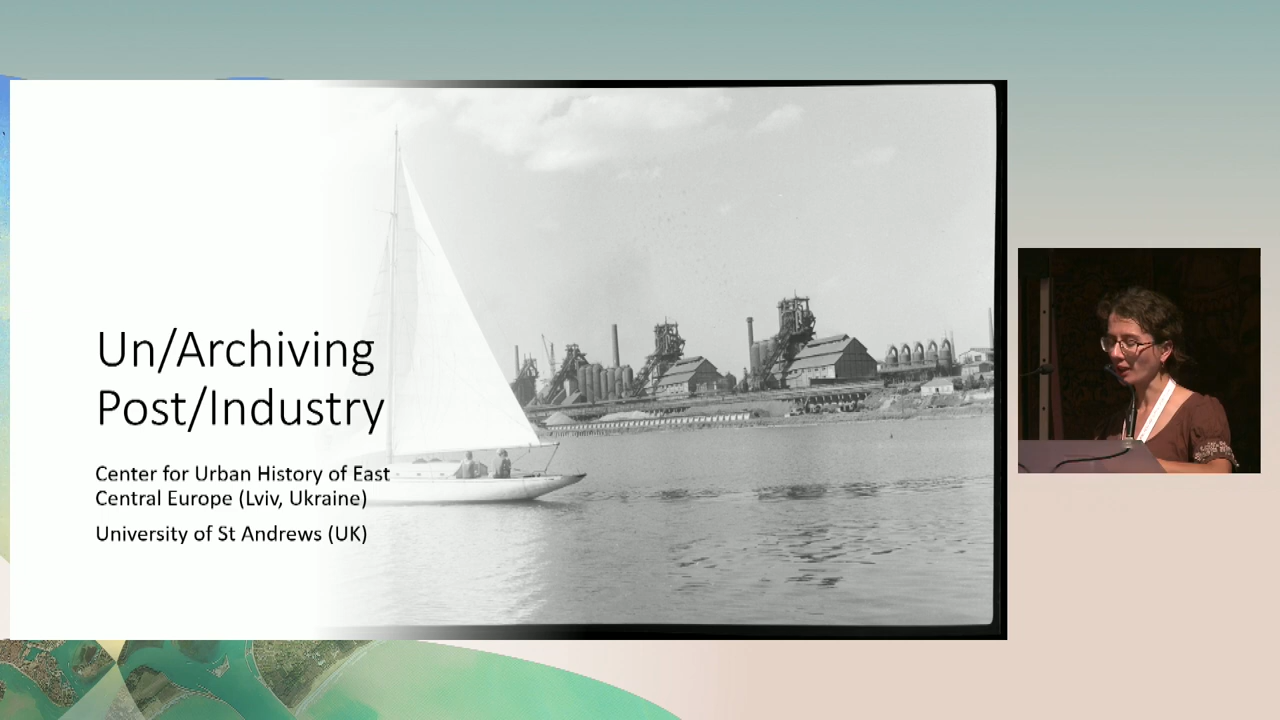 Un/Archiving
Post/Industry
Center for Urban History of East
Central Europe (Lviv, Ukraine)
University of St Andrews (UK)